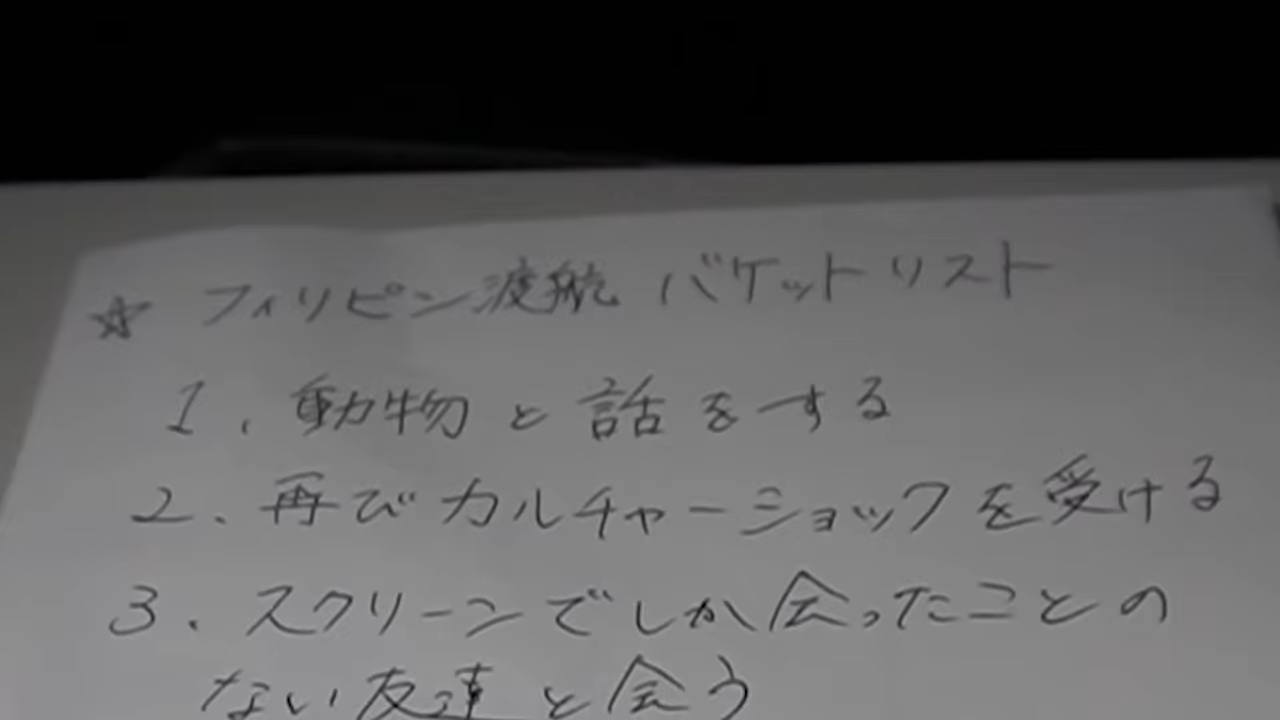 ☆ フィリピン渡航 バケットリスト
1. 動物と話をする
2. 再びカルチャーショックを受ける
3. スクリーンでしか会ったことの
ない友達と会う